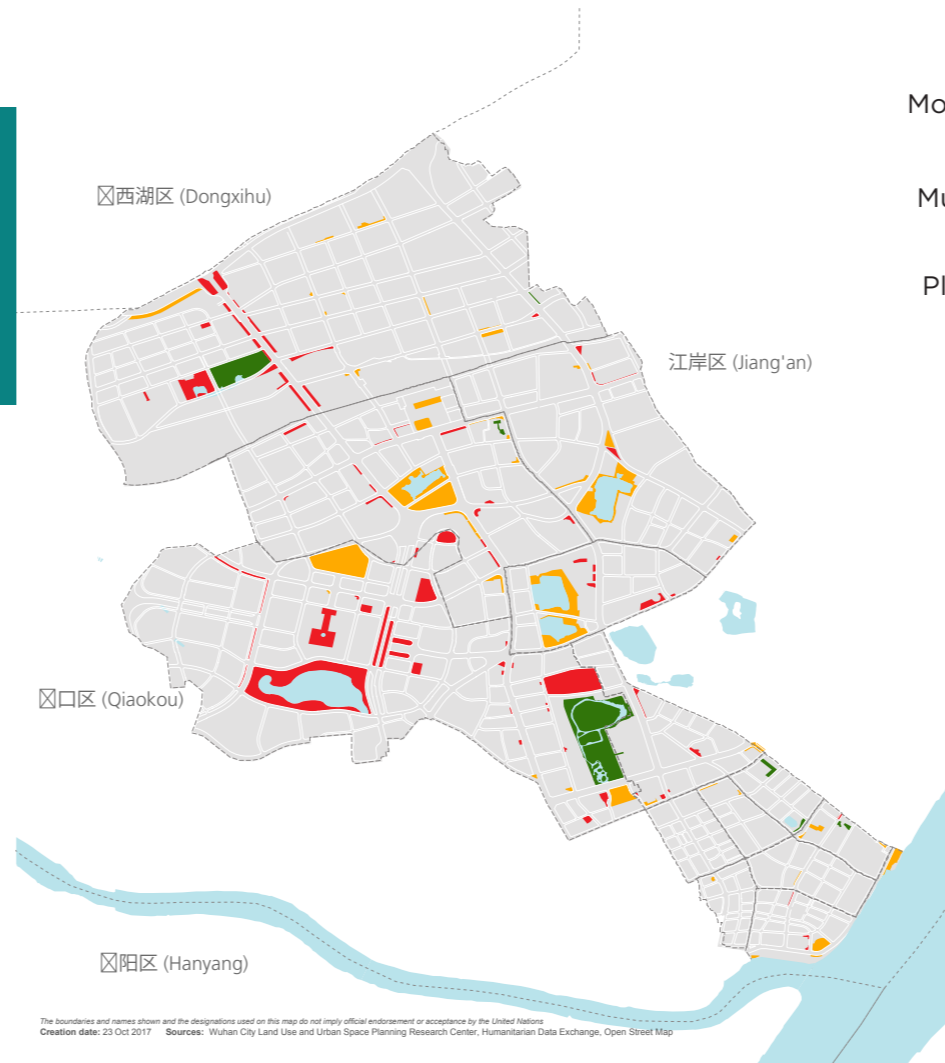 Mo
西湖区 (Dongxihu)
Mu
Pl
江岸区 (Jiang'an)
口区 (Qiaokou)
阳区 (Hanyang)
The boundaries and names shown and the designations used on this map do not imply official endorsement or acceptance by the United Nations
Creation date: 23 Oct 2017 Sources: Wuhan City Land Use and Urban Space Planning Research Center, Humanitarian Data Exchange, Open Street Map